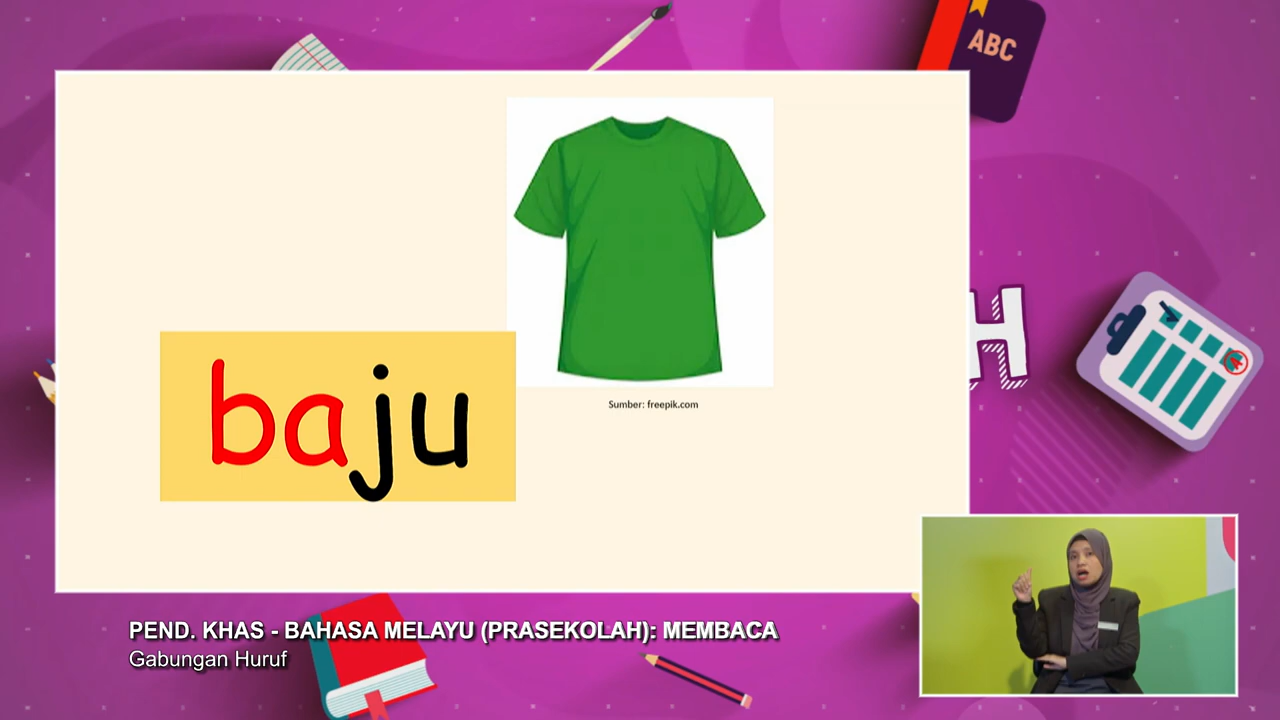 ABC
Sumber: freepik.com
baju
H
PEND. KHAS - BAHASA MELAYU (PRASEKOLAH): MEMBACA
Gabungan Huruf